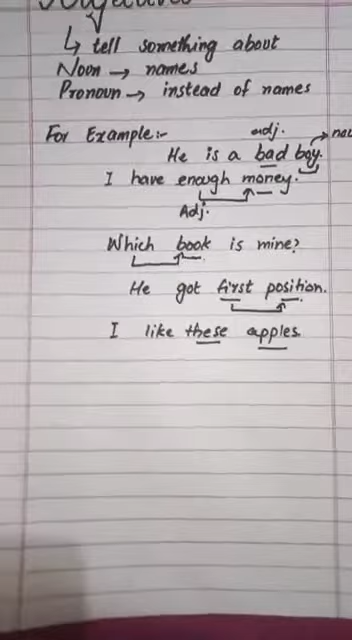 ↳ tell something about
Noun → names
Pronoun → instead of names
For Example:-
adj.
He is a bad boy.
I have enough money.
Adj.
Which book is mine?
He got first position.
I like these apples.